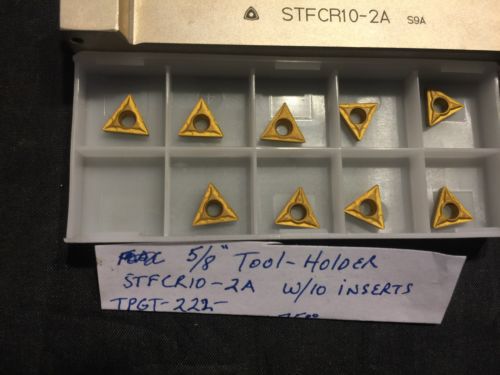 STFCR10-2A S9A
5/8" TOOL-HOLDER
STFCR10-2A W/10 INSERTS
TPGT-222-